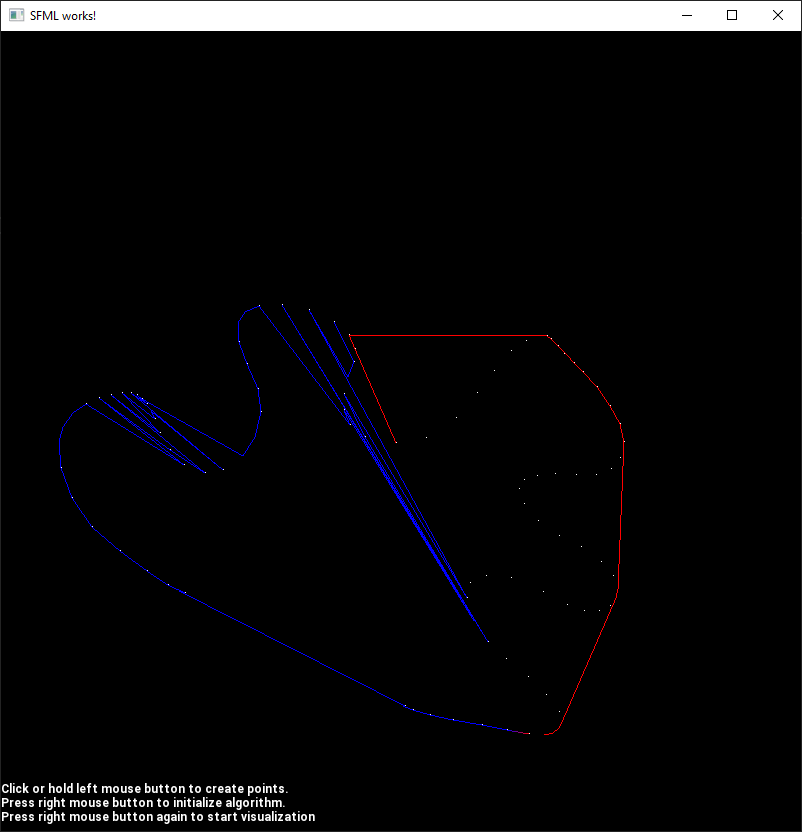 SFML works!
Click or hold left mouse button to create points.
Press right mouse button to initialize algorithm.
Press right mouse button again to start visualization